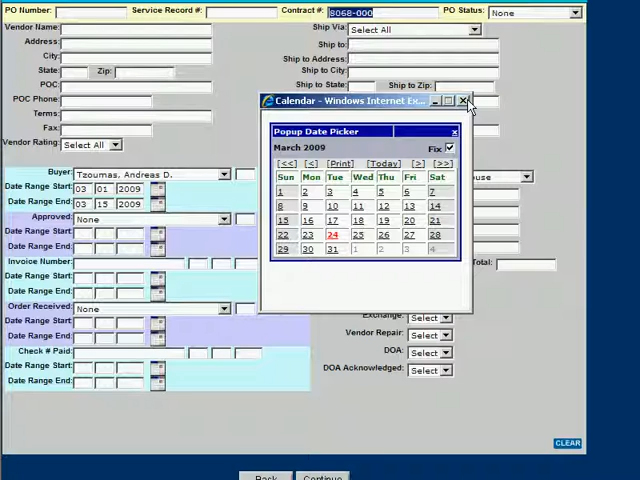 PO Number: Service Record #: Contract #: 8068-000 PO Status: None
Vendor Name: Ship Via: Select All
Address: Ship to:
City: Ship to Address:
State: Zip: Ship to City:
POC: Ship to State: Ship to Zip:
POC Phone:
Terms:
Fax:
Vendor Rating: Select All
Calendar - Windows Internet Ex...
Popup Date Picker x
March 2009 Fix
[<<] [<] [Print] [Today] [>] [>>]
Sun Mon Tue Wed Thu Fri Sat
1 2 3 4 5 6 7
8 9 10 11 12 13 14
15 16 17 18 19 20 21
22 23 24 25 26 27 28
29 30 31 1 2 3 4
Buyer: Tzoumas, Andreas D.
Date Range Start: 03 01 2009
Date Range End: 03 15 2009
Approved: None
Date Range Start:
Date Range End:
Invoice Number:
Date Range Start:
Date Range End:
Order Received: None
Date Range Start:
Date Range End:
Check # Paid:
Date Range Start:
Date Range End:
ouse
Total:
Exchange: Select
Vendor Repair: Select
DOA: Select
DOA Acknowledged: Select
CLEAR
Back Continue